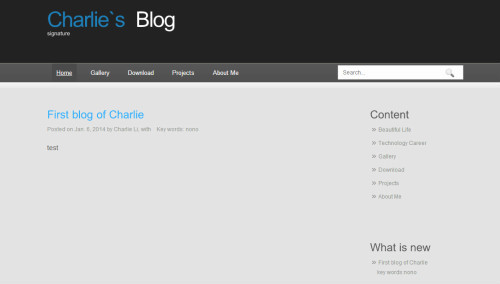 Charlie`s Blog
signature
Home Gallery Download Projects About Me
Search...
First blog of Charlie
Posted on Jan. 6, 2014 by Charlie Li, with Key words: nono
test
Content
» Beautiful Life
» Technology Career
» Gallery
» Download
» Projects
» About Me
What is new
» First blog of Charlie
Key words nono